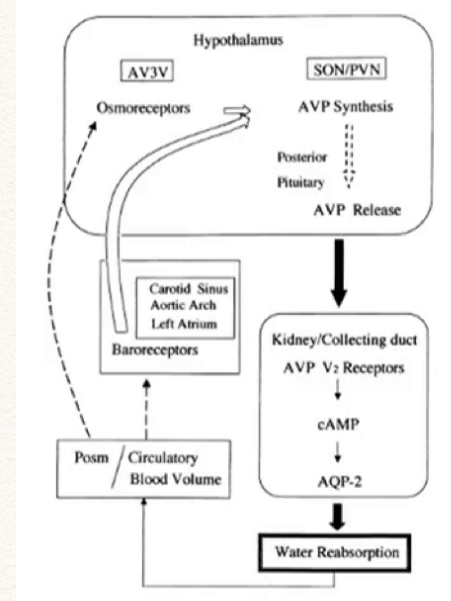 Hypothalamus
AV3V
SON/PVN
Osmoreceptors
AVP Synthesis
Posterior
Pituitary
AVP Release
Carotid Sinus
Aortic Arch
Left Atrium
Baroreceptors
Kidney/Collecting duct
AVP V2 Receptors
cAMP
AQP-2
Posm / Circulatory
Blood Volume
Water Reabsorption